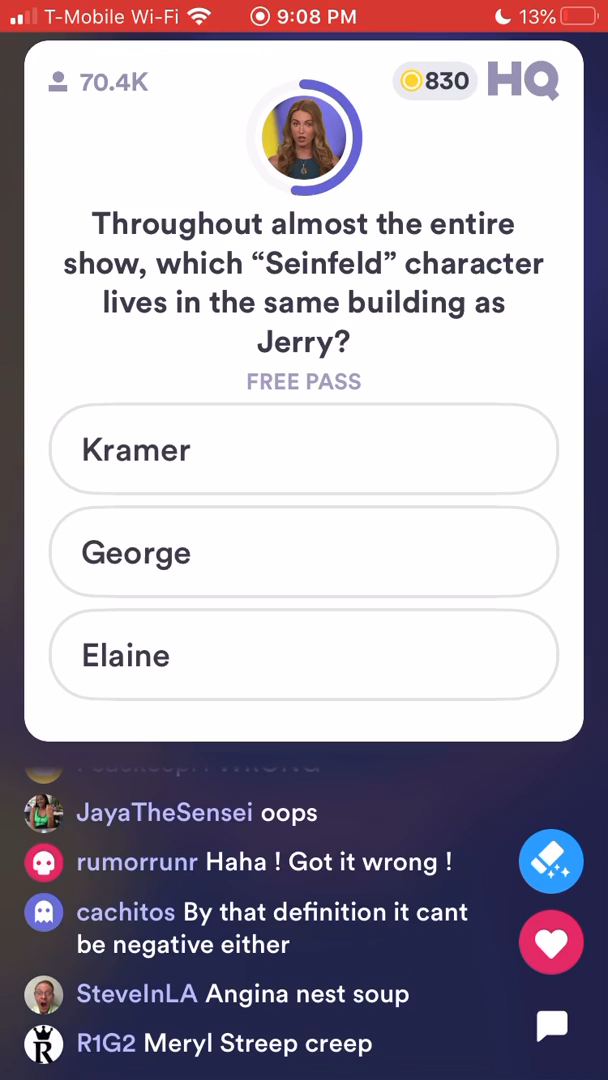 T-Mobile Wi-Fi 9:08 PM 13%
70.4K 830 HQ
Throughout almost the entire
show, which “Seinfeld” character
lives in the same building as
Jerry?
FREE PASS
Kramer
George
Elaine
JayaTheSensei oops
rumorrunr Haha ! Got it wrong !
cachitos By that definition it cant
be negative either
SteveInLA Angina nest soup
R
R1G2 Meryl Streep creep